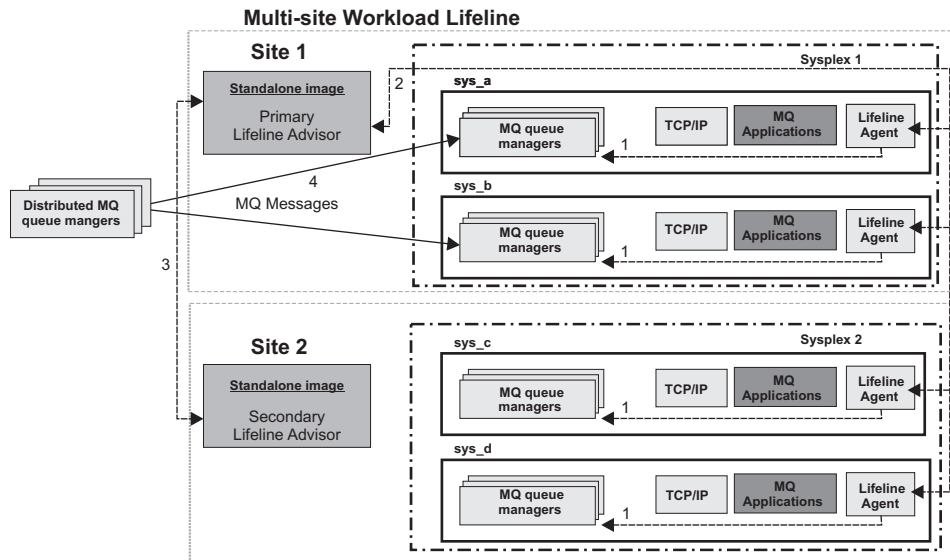 Multi-site Workload Lifeline
Site 1
Standalone image
Primary
Lifeline Advisor
2
Sysplex 1
sys_a
MQ queue
managers
1
TCP/IP
MQ
Applications
Lifeline
Agent
4
MQ Messages
Distributed MQ
queue mangers
sys_b
MQ queue
managers
1
TCP/IP
MQ
Applications
Lifeline
Agent
3
Site 2
Standalone image
Secondary
Lifeline Advisor
Sysplex 2
sys_c
MQ queue
managers
1
TCP/IP
MQ
Applications
Lifeline
Agent
sys_d
MQ queue
managers
1
TCP/IP
MQ
Applications
Lifeline
Agent